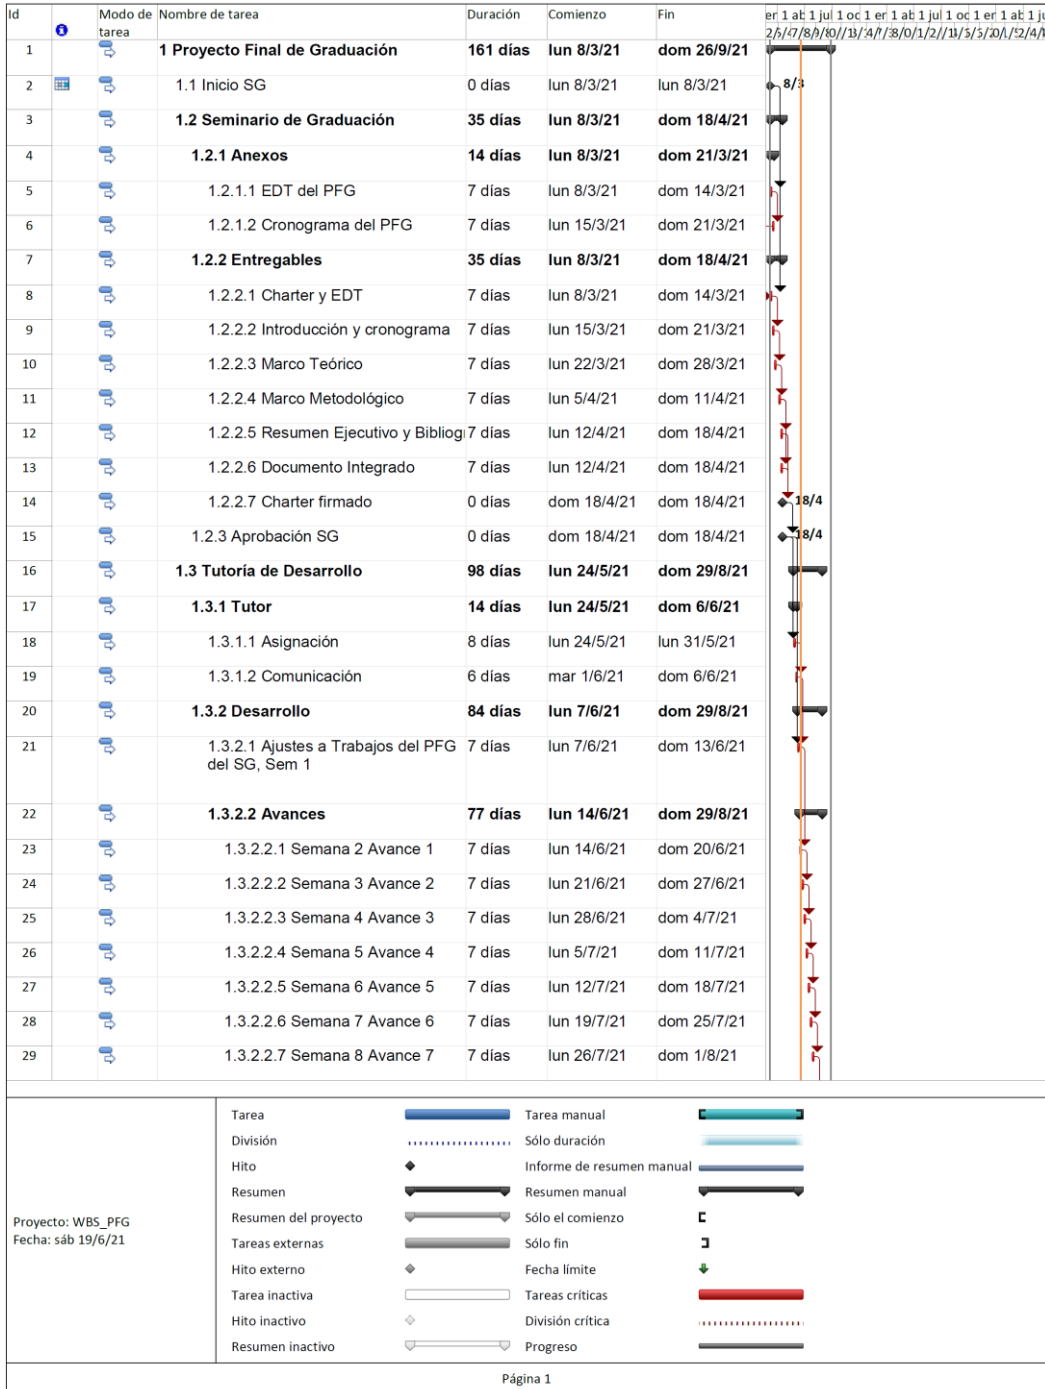 Id Modo de tarea Nombre de tarea Duración Comienzo Fin
1 1 Proyecto Final de Graduación 161 días lun 8/3/21 dom 26/9/21
2 1.1 Inicio SG 0 días lun 8/3/21 lun 8/3/21 8/3
3 1.2 Seminario de Graduación 35 días lun 8/3/21 dom 18/4/21
4 1.2.1 Anexos 14 días lun 8/3/21 dom 21/3/21
5 1.2.1.1 EDT del PFG 7 días lun 8/3/21 dom 14/3/21
6 1.2.1.2 Cronograma del PFG 7 días lun 15/3/21 dom 21/3/21
7 1.2.2 Entregables 35 días lun 8/3/21 dom 18/4/21
8 1.2.2.1 Charter y EDT 7 días lun 8/3/21 dom 14/3/21
9 1.2.2.2 Introducción y cronograma 7 días lun 15/3/21 dom 21/3/21
10 1.2.2.3 Marco Teórico 7 días lun 22/3/21 dom 28/3/21
11 1.2.2.4 Marco Metodológico 7 días lun 5/4/21 dom 11/4/21
12 1.2.2.5 Resumen Ejecutivo y Bibliogr 7 días lun 12/4/21 dom 18/4/21
13 1.2.2.6 Documento Integrado 7 días lun 12/4/21 dom 18/4/21
14 1.2.2.7 Charter firmado 0 días dom 18/4/21 dom 18/4/21 18/4
15 1.2.3 Aprobación SG 0 días dom 18/4/21 dom 18/4/21 18/4
16 1.3 Tutoría de Desarrollo 98 días lun 24/5/21 dom 29/8/21
17 1.3.1 Tutor 14 días lun 24/5/21 dom 6/6/21
18 1.3.1.1 Asignación 8 días lun 24/5/21 lun 31/5/21
19 1.3.1.2 Comunicación 6 días mar 1/6/21 dom 6/6/21
20 1.3.2 Desarrollo 84 días lun 7/6/21 dom 29/8/21
21 1.3.2.1 Ajustes a Trabajos del PFG 7 días lun 7/6/21 dom 13/6/21
del SG, Sem 1
22 1.3.2.2 Avances 77 días lun 14/6/21 dom 29/8/21
23 1.3.2.2.1 Semana 2 Avance 1 7 días lun 14/6/21 dom 20/6/21
24 1.3.2.2.2 Semana 3 Avance 2 7 días lun 21/6/21 dom 27/6/21
25 1.3.2.2.3 Semana 4 Avance 3 7 días lun 28/6/21 dom 4/7/21
26 1.3.2.2.4 Semana 5 Avance 4 7 días lun 5/7/21 dom 11/7/21
27 1.3.2.2.5 Semana 6 Avance 5 7 días lun 12/7/21 dom 18/7/21
28 1.3.2.2.6 Semana 7 Avance 6 7 días lun 19/7/21 dom 25/7/21
29 1.3.2.2.7 Semana 8 Avance 7 7 días lun 26/7/21 dom 1/8/21
Proyecto: WBS_PFG
Fecha: sáb 19/6/21
Tarea Tarea manual
División Sólo duración
Hito Informe de resumen manual
Resumen Resumen manual
Resumen del proyecto Sólo el comienzo
Tareas externas Sólo fin
Hito externo Fecha límite
Tarea inactiva Tareas críticas
Hito inactivo División crítica
Resumen inactivo Progreso
Página 1